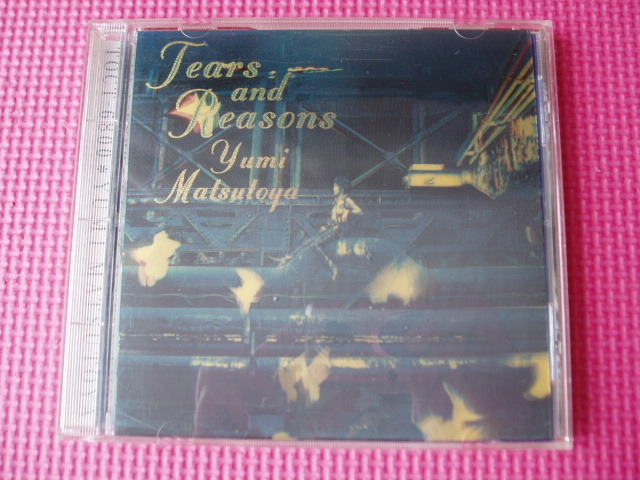 Tears
and
Reasons
Yumi
Matsutoya